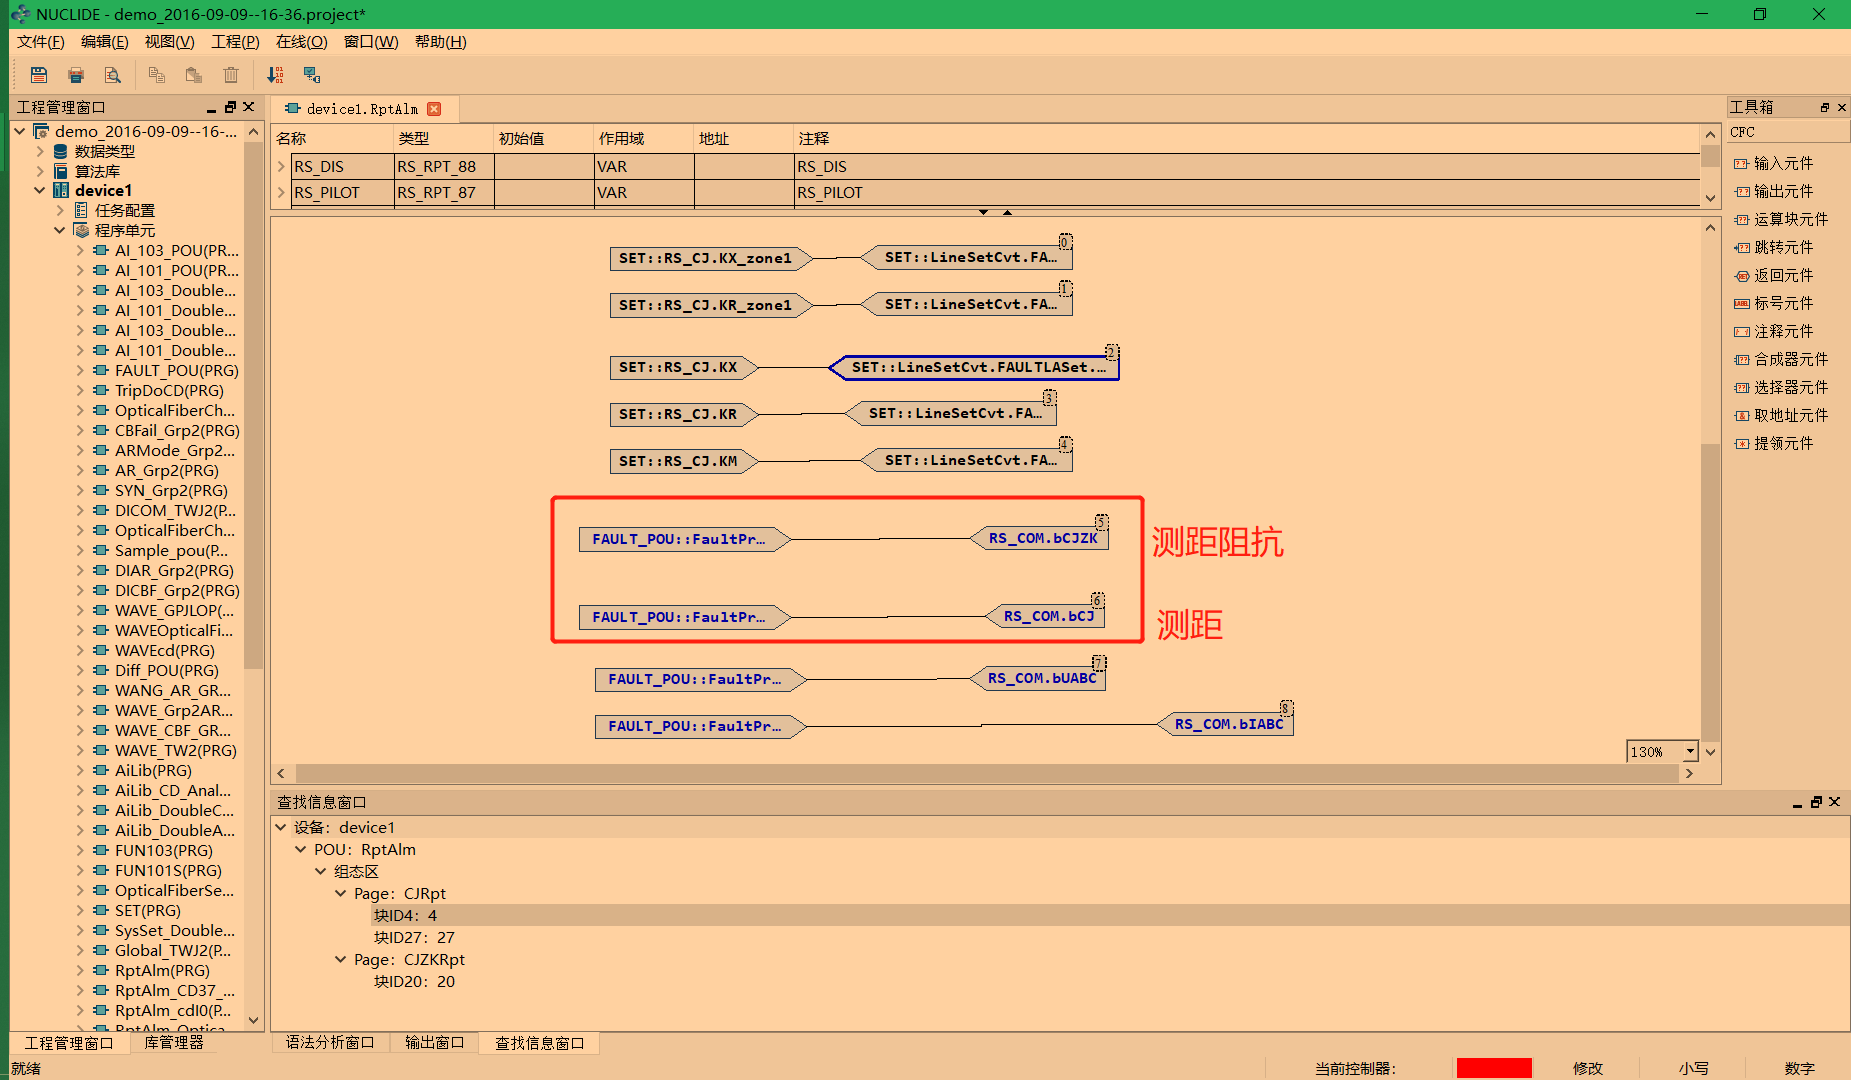 NUCLIDE - demo_2016-09-09--16-36.project*
文件(F) 编辑(E) 视图(V) 工程(P) 在线(O) 窗口(W) 帮助(H)
工程管理窗口
demo_2016-09-09--16-...
数据类型
算法库
device1
任务配置
程序单元
AI_103_POU(PR...
AI_101_POU(PR...
AI_103_Double...
AI_101_Double...
AI_103_Double...
AI_101_Double...
FAULT_POU(PRG)
TripDoCD(PRG)
OpticalFiberCh...
CBFail_Grp2(PRG)
ARMode_Grp2...
AR_Grp2(PRG)
SYN_Grp2(PRG)
DICOM_TWJ2(P...
OpticalFiberCh...
Sample_pou(P...
DIAR_Grp2(PRG)
DICBF_Grp2(PRG)
WAVE_GPJLOP(...
WAVEOpticalFi...
WAVEcd(PRG)
Diff_POU(PRG)
WANG_AR_GR...
WAVE_Grp2AR...
WAVE_CBF_GR...
WAVE_TW2(PRG)
AiLib(PRG)
AiLib_CD_Anal...
AiLib_DoubleC...
AiLib_DoubleA...
FUN103(PRG)
FUN101S(PRG)
OpticalFiberSe...
SET(PRG)
SysSet_Double...
Global_TWJ2(P...
RptAlm(PRG)
RptAlm_CD37_...
RptAlm_cdI0(P...
RptAlm_Optica...
工程管理窗口 库管理器
device1.RptAlm
名称 类型 初始值 作用域 地址 注释
RS_DIS RS_RPT_88 VAR RS_DIS
RS_PILOT RS_RPT_87 VAR RS_PILOT
0
SET::RS_CJ.KX_zone1 SET::LineSetCvt.FA...
1
SET::RS_CJ.KR_zone1 SET::LineSetCvt.FA...
2
SET::RS_CJ.KX SET::LineSetCvt.FAULTLASet....
3
SET::RS_CJ.KR SET::LineSetCvt.FA...
4
SET::RS_CJ.KM SET::LineSetCvt.FA...
5
FAULT_POU::FaultPr... RS_COM.bCJZK 测距阻抗
6
FAULT_POU::FaultPr... RS_COM.bCJ 测距
7
FAULT_POU::FaultPr... RS_COM.bUABC
8
FAULT_POU::FaultPr... RS_COM.bIABC
130%
工具箱
CFC
输入元件
输出元件
运算块元件
跳转元件
返回元件
标号元件
注释元件
合成器元件
选择器元件
取地址元件
提领元件
查找信息窗口
设备: device1
POU: RptAlm
组态区
Page: CJRpt
块ID4: 4
块ID27: 27
Page: CJZKRpt
块ID20: 20
语法分析窗口 输出窗口 查找信息窗口
就绪 当前控制器: 修改 小写 数字